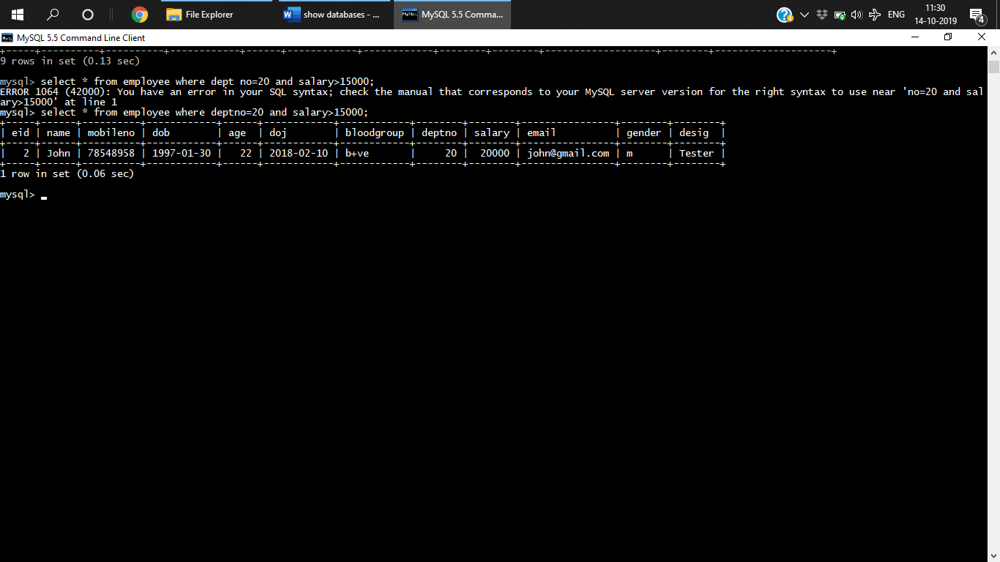 File Explorer
show databases - ...
MySQL 5.5 Comma...
ENG
11:30
14-10-2019
4
MySQL 5.5 Command Line Client
+-----+----------+----------+------------+------+------------+------------+--------+--------+-------------------+--------+--------------------+
9 rows in set (0.13 sec)
mysql> select * from employee where dept no=20 and salary>15000;
ERROR 1064 (42000): You have an error in your SQL syntax; check the manual that corresponds to your MySQL server version for the right syntax to use near 'no=20 and sal
ary>15000' at line 1
mysql> select * from employee where deptno=20 and salary>15000;
+-----+------+----------+------------+------+------------+------------+--------+--------+----------------+--------+--------+
| eid | name | mobileno | dob        | age  | doj        | bloodgroup | deptno | salary | email          | gender | desig  |
+-----+------+----------+------------+------+------------+------------+--------+--------+----------------+--------+--------+
|   2 | John | 78548958 | 1997-01-30 |   22 | 2018-02-10 | b+ve       |     20 |  20000 | john@gmail.com | m      | Tester |
+-----+------+----------+------------+------+------------+------------+--------+--------+----------------+--------+--------+
1 row in set (0.06 sec)
mysql>